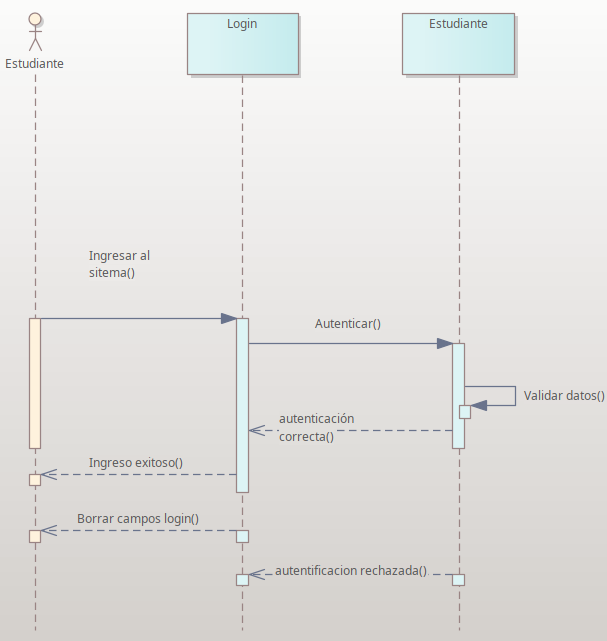 Login
Estudiante
Estudiante
Ingresar al
sitema()
Autenticar()
Validar datos()
autenticación
correcta()
Ingreso exitoso()
Borrar campos login()
autentificacion rechazada()